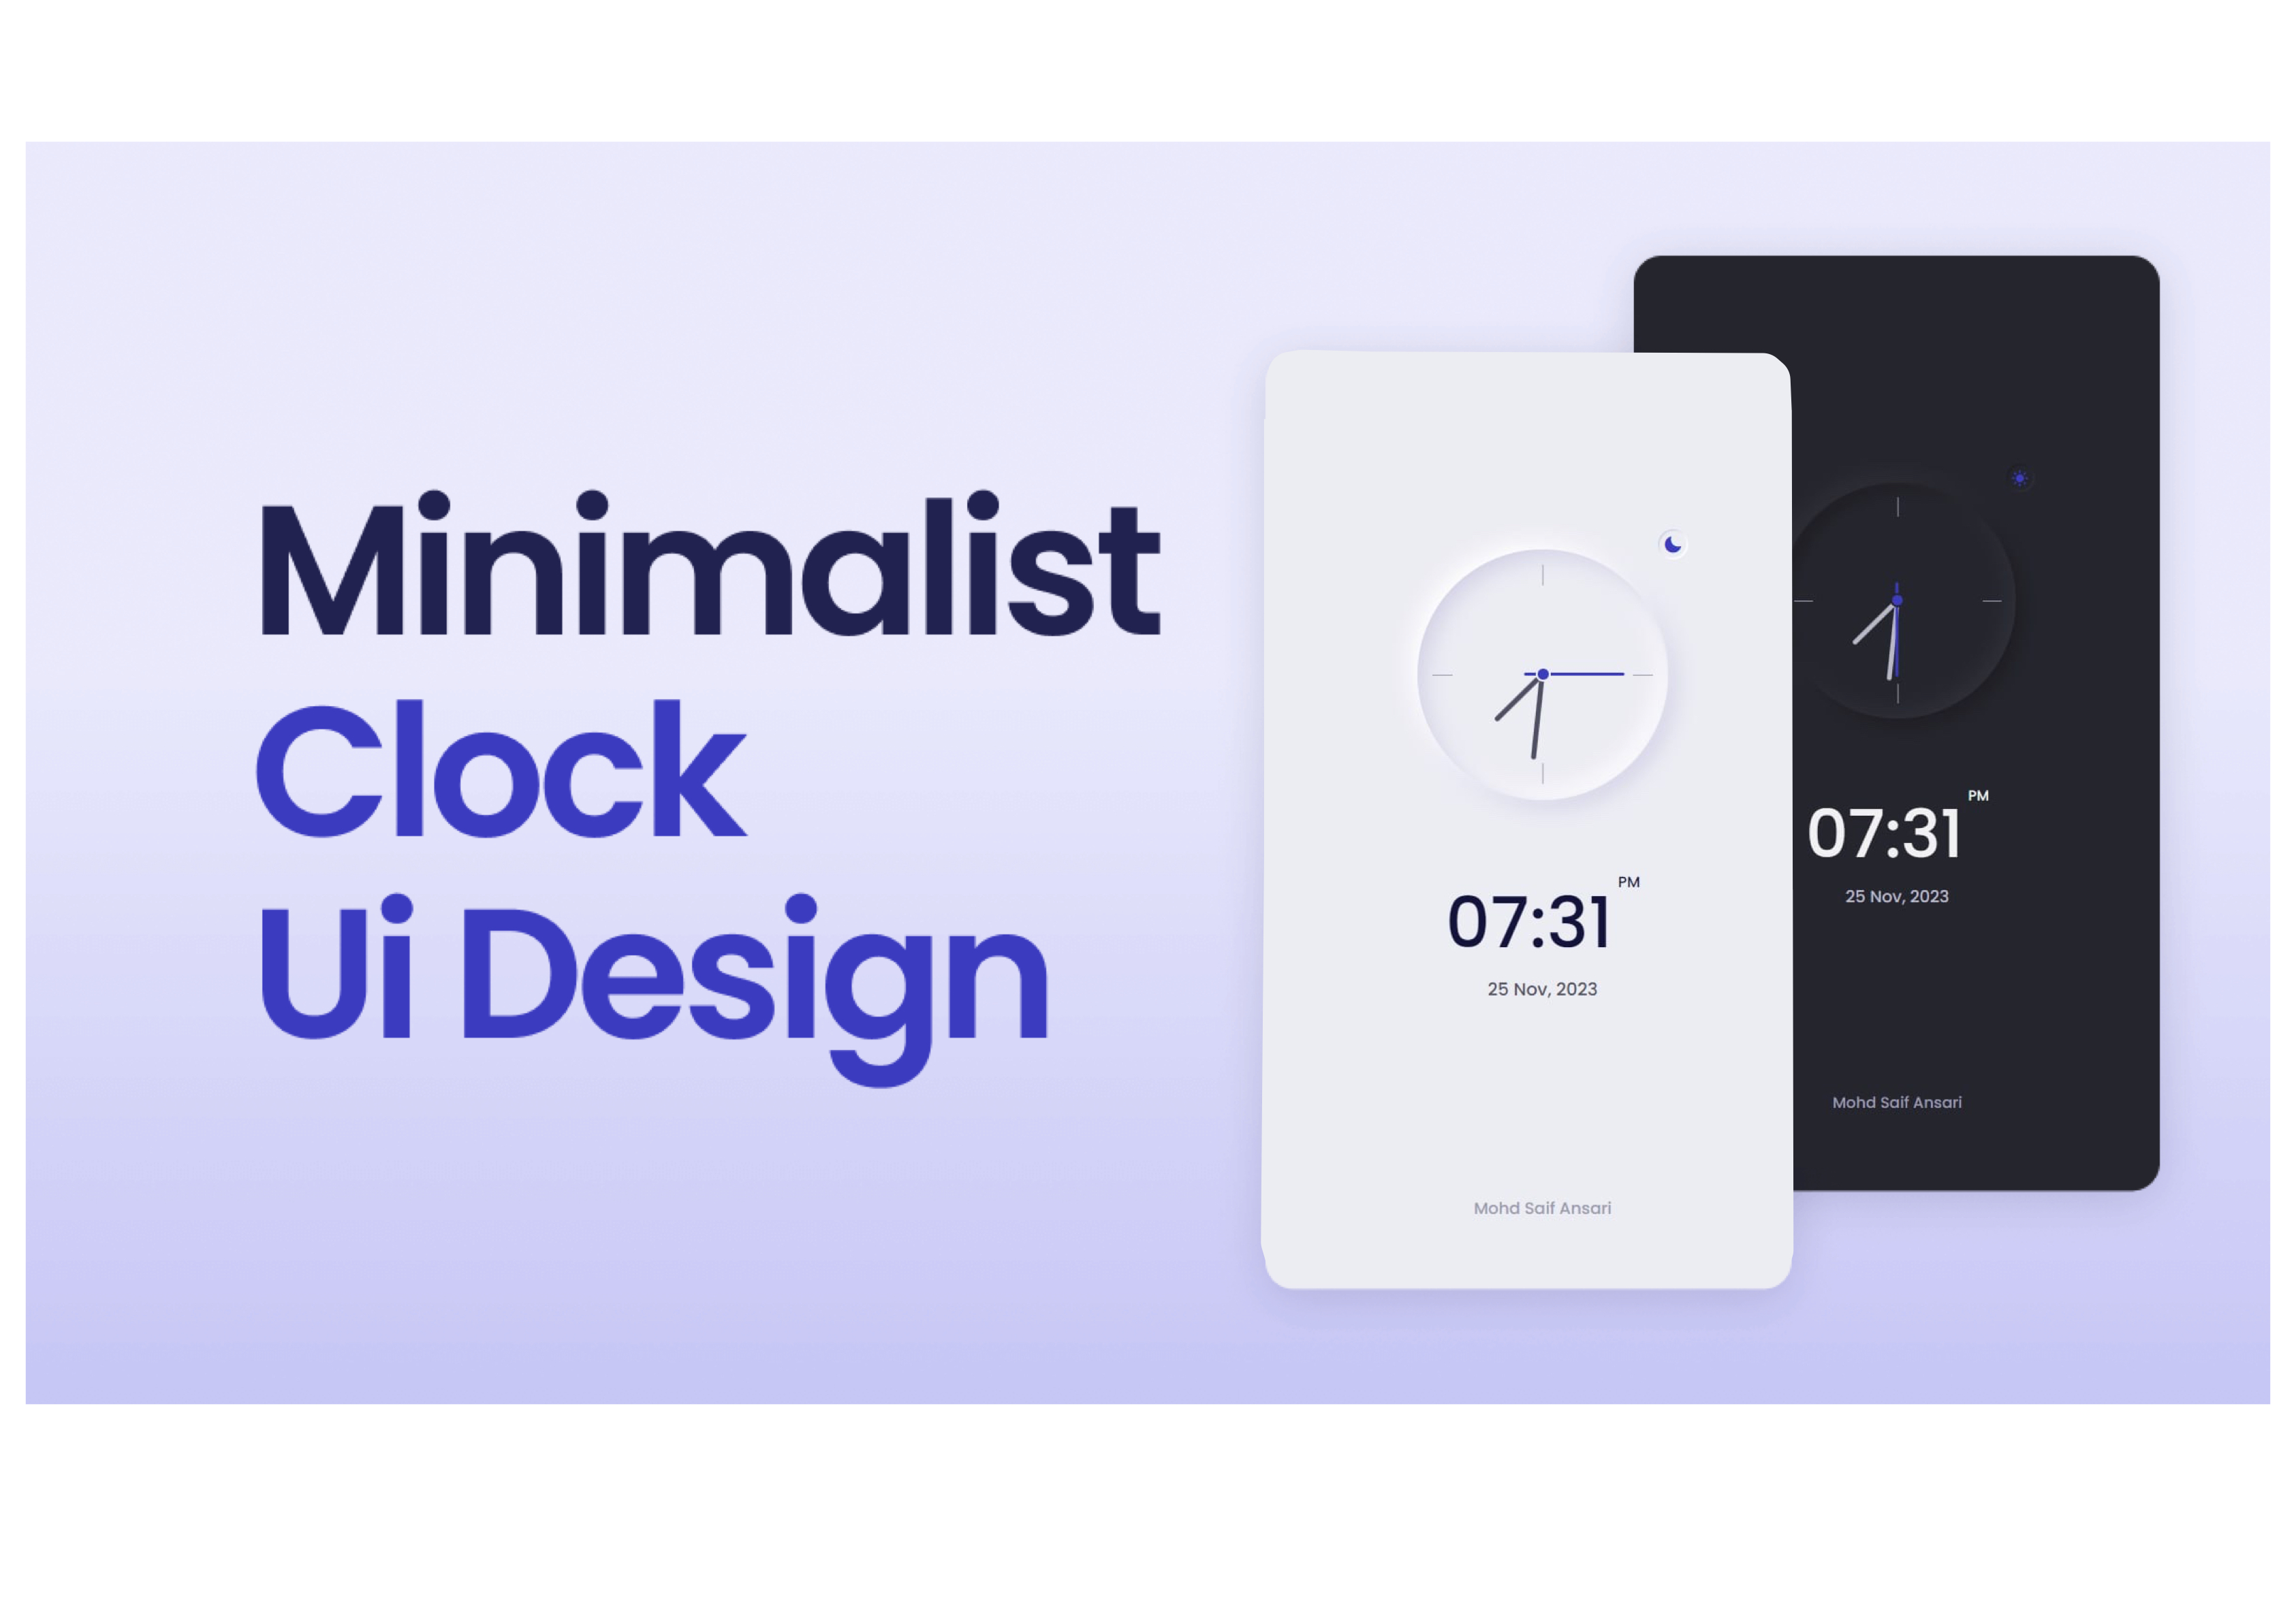 Minimalist
Clock
Ui Design
07:31 PM
25 Nov, 2023
Mohd Saif Ansari
07:31 PM
25 Nov, 2023
Mohd Saif Ansari